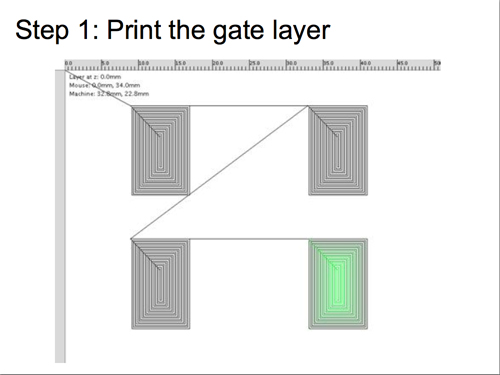 Step 1: Print the gate layer
0.0 5.0 10.0 15.0 20.0 25.0 30.0 35.0 40.0 45.0 50
Layer at z: 0.0mm
Mouse: 0.0mm, 34.0mm
Machine: 32.8mm, 22.8mm